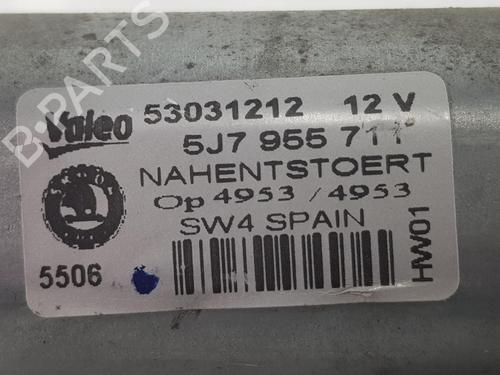 Valeo 53031212 12 V
5J7 955 711
NAHENTSTOERT
Op 4953 / 4953
SW4 SPAIN
5506
HW01
B-PARTS